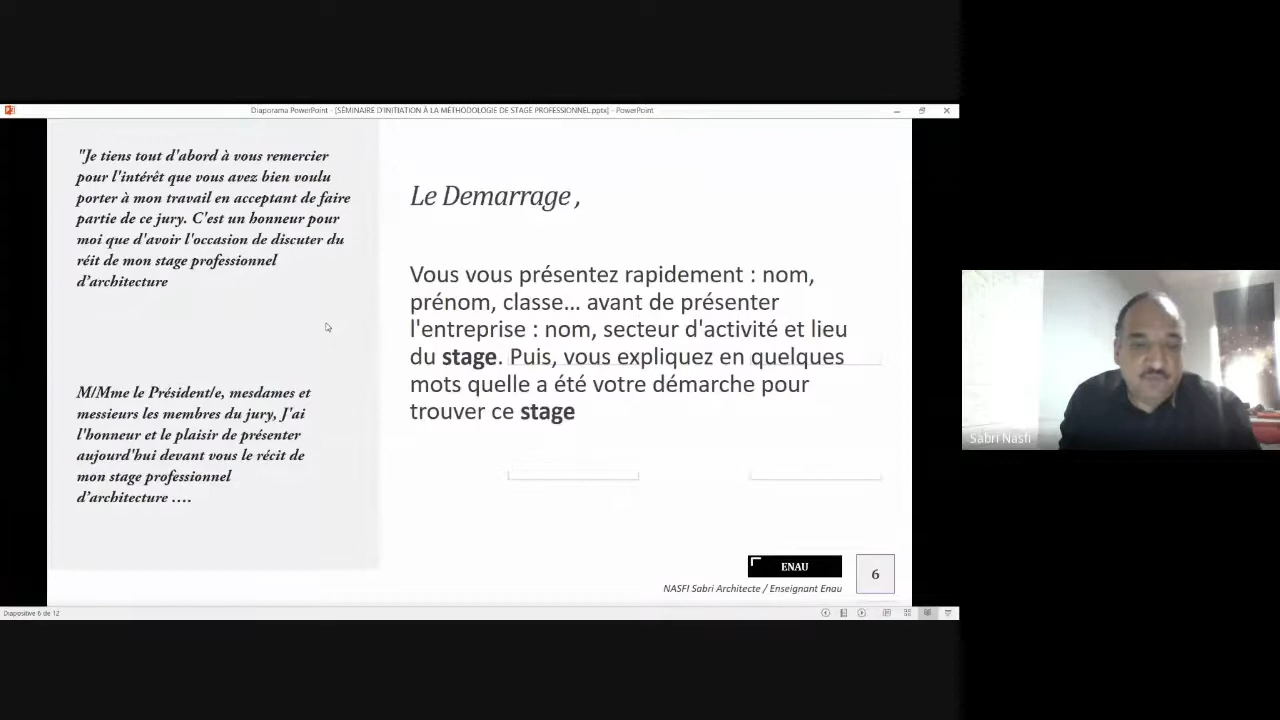 Diaporama PowerPoint - [SÉMINAIRE D'INITIATION À LA MÉTHODOLOGIE DE STAGE PROFESSIONNEL.pptx] - PowerPoint
"Je tiens tout d'abord à vous remercier
pour l'intérêt que vous avez bien voulu
porter à mon travail en acceptant de faire
partie de ce jury. C'est un honneur pour
moi que d'avoir l'occasion de discuter du
réit de mon stage professionnel
d'architecture
M/Mme le Président/e, mesdames et
messieurs les membres du jury, J'ai
l'honneur et le plaisir de présenter
aujourd'hui devant vous le récit de
mon stage professionnel
d'architecture ….
Le Demarrage ,
Vous vous présentez rapidement : nom,
prénom, classe... avant de présenter
l'entreprise : nom, secteur d'activité et lieu
du stage. Puis, vous expliquez en quelques
mots quelle a été votre démarche pour
trouver ce stage
ENAU
6
NASFI Sabri Architecte / Enseignant Enau
Diapositive 6 de 12
Sabri Nasfi